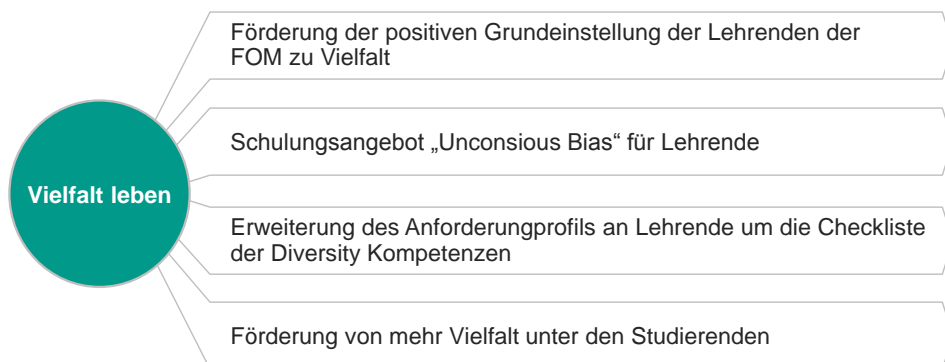 Förderung der positiven Grundeinstellung der Lehrenden der
FOM zu Vielfalt
Schulungsangebot „Unconsious Bias“ für Lehrende
Vielfalt leben
Erweiterung des Anforderungprofils an Lehrende um die Checkliste
der Diversity Kompetenzen
Förderung von mehr Vielfalt unter den Studierenden